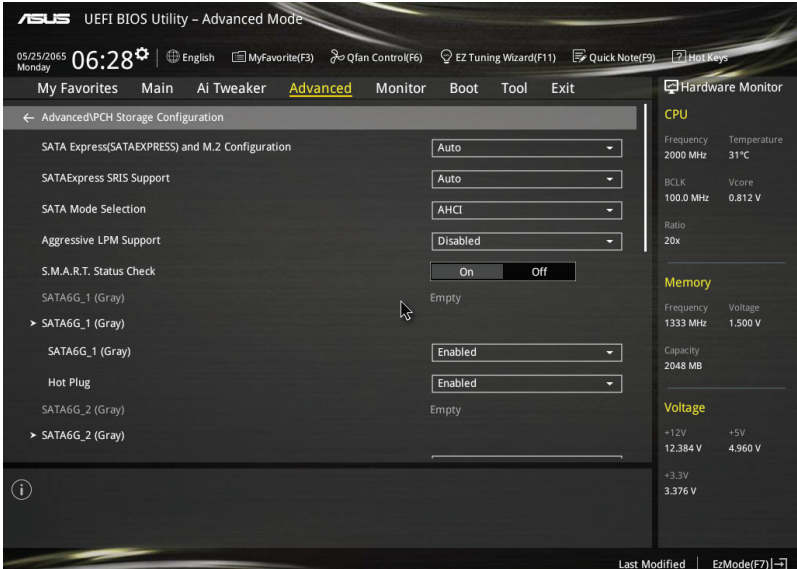 ASUS UEFI BIOS Utility – Advanced Mode
05/25/2065
Monday
06:28
English
MyFavorite(F3)
Qfan Control(F6)
EZ Tuning Wizard(F11)
Quick Note(F9)
? Hot Keys
My Favorites Main Ai Tweaker Advanced Monitor Boot Tool Exit
← Advanced\PCH Storage Configuration
SATA Express(SATAEXPRESS) and M.2 Configuration Auto
SATAExpress SRIS Support Auto
SATA Mode Selection AHCI
Aggressive LPM Support Disabled
S.M.A.R.T. Status Check On Off
SATA6G_1 (Gray) Empty
➤ SATA6G_1 (Gray)
SATA6G_1 (Gray) Enabled
Hot Plug Enabled
SATA6G_2 (Gray) Empty
➤ SATA6G_2 (Gray)
i
Hardware Monitor
CPU
Frequency Temperature
2000 MHz 31°C
BCLK Vcore
100.0 MHz 0.812 V
Ratio
20x
Memory
Frequency Voltage
1333 MHz 1.500 V
Capacity
2048 MB
Voltage
+12V +5V
12.384 V 4.960 V
+3.3V
3.376 V
Last Modified | EzMode(F7)